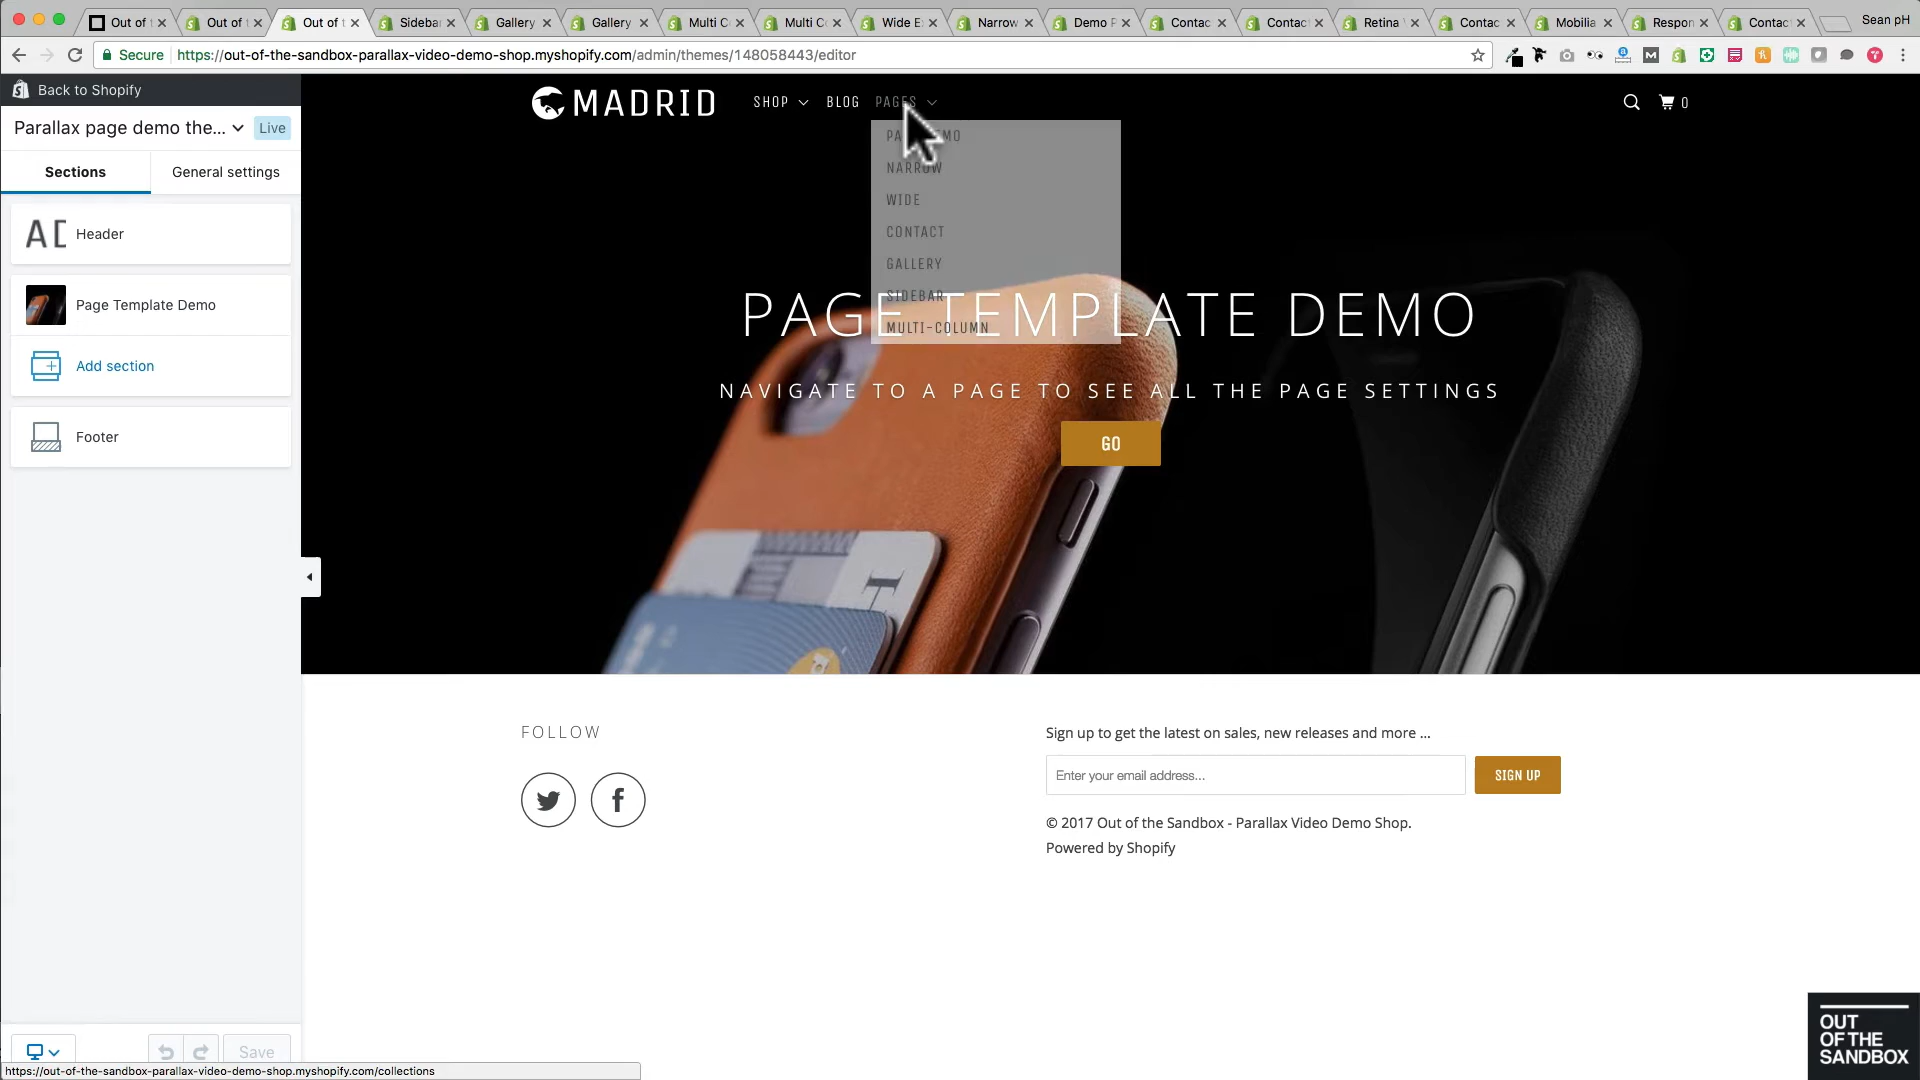 Out of
Out of t
Out of t
Sideba
Gallery
Gallery
Multi C
Multi C
Wide E
Narrow
Demo P
Contac
Contac
Retina
Contac
Mobilia
Respon
Contac
Sean pH
Secure
https://out-of-the-sandbox-parallax-video-demo-shop.myshopify.com/admin/themes/148058443/editor
Back to Shopify
Parallax page demo the...
Live
Sections
General settings
Header
Page Template Demo
Add section
Footer
Save
MADRID
SHOP
BLOG
PAGES
0
NARROW
WIDE
CONTACT
GALLERY
SIDEBAR
MULTI-COLUMN
PAGE TEMPLATE DEMO
NAVIGATE TO A PAGE TO SEE ALL THE PAGE SETTINGS
GO
FOLLOW
Sign up to get the latest on sales, new releases and more ...
Enter your email address...
SIGN UP
© 2017 Out of the Sandbox - Parallax Video Demo Shop.
Powered by Shopify
https://out-of-the-sandbox-parallax-video-demo-shop.myshopify.com/collections
OUT
OF THE
SANDBOX